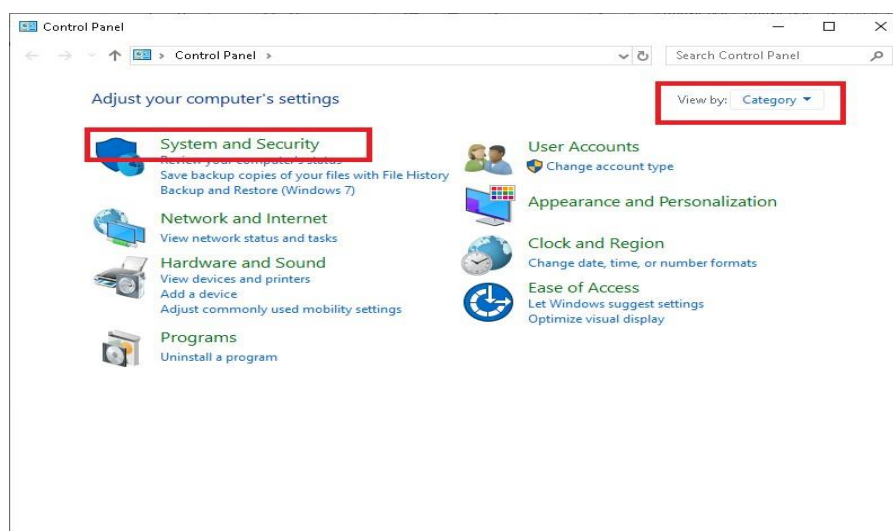 Control Panel
Control Panel
Search Control Panel
Adjust your computer's settings
View by: Category
System and Security
Review your computer's status
Save backup copies of your files with File History
Backup and Restore (Windows 7)
Network and Internet
View network status and tasks
Hardware and Sound
View devices and printers
Add a device
Adjust commonly used mobility settings
Programs
Uninstall a program
User Accounts
Change account type
Appearance and Personalization
Clock and Region
Change date, time, or number formats
Ease of Access
Let Windows suggest settings
Optimize visual display